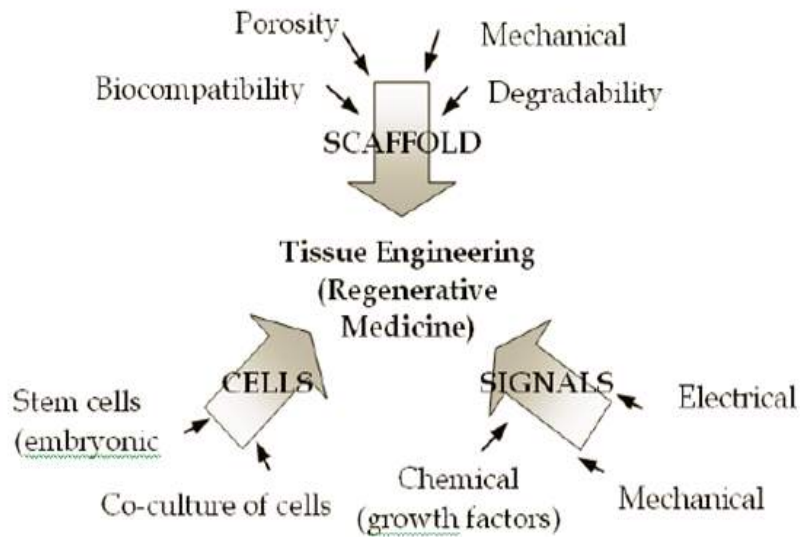 Porosity
Mechanical
Biocompatibility
Degradability
SCAFFOLD
Tissue Engineering
(Regenerative
Medicine)
CELLS
SIGNALS
Stem cells
(embryonic
Electrical
Co-culture of cells
Chemical
(growth factors)
Mechanical